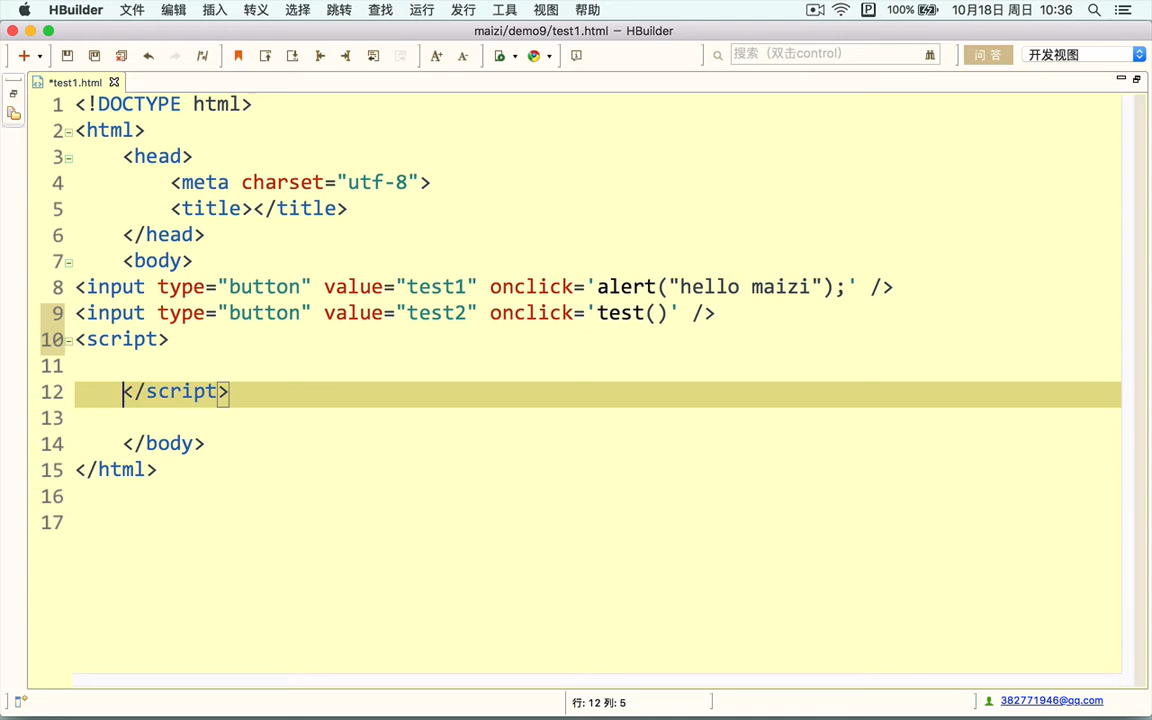 HBuilder 文件 编辑 插入 转义 选择 跳转 查找 运行 发行 工具 视图 帮助 100% 10月18日 周日 10:36
maizi/demo9/test1.html — HBuilder
搜索（双击control） 问 答 开发视图
*test1.html
1 <!DOCTYPE html>
2 <html>
3 <head>
4 <meta charset="utf-8">
5 <title></title>
6 </head>
7 <body>
8 <input type="button" value="test1" onclick='alert("hello maizi");' />
9 <input type="button" value="test2" onclick='test()' />
10 <script>
11
12 </script>
13
14 </body>
15 </html>
16
17
行: 12 列: 5 382771946@qq.com